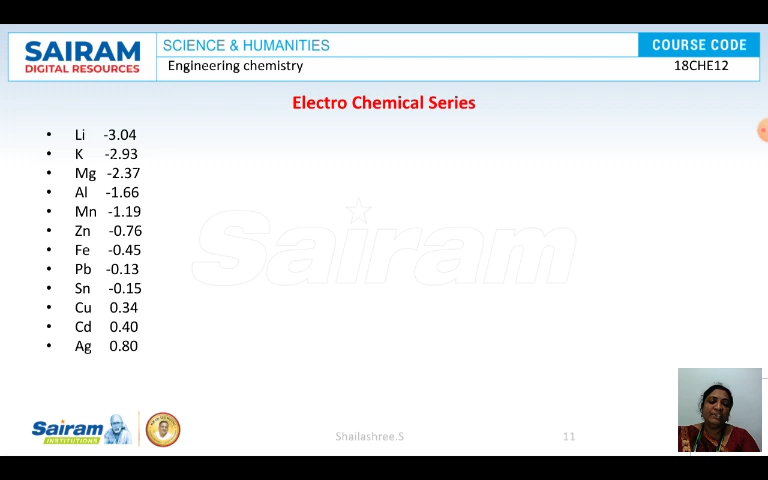 SAIRAM
DIGITAL RESOURCES
SCIENCE & HUMANITIES
COURSE CODE
Engineering chemistry
18CHE12
Electro Chemical Series
• Li -3.04
• K -2.93
• Mg -2.37
• Al -1.66
• Mn -1.19
• Zn -0.76
• Fe -0.45
• Pb -0.13
• Sn -0.15
• Cu 0.34
• Cd 0.40
• Ag 0.80
Sairam
Sairam
INSTITUTIONS
Shailashree.S
11